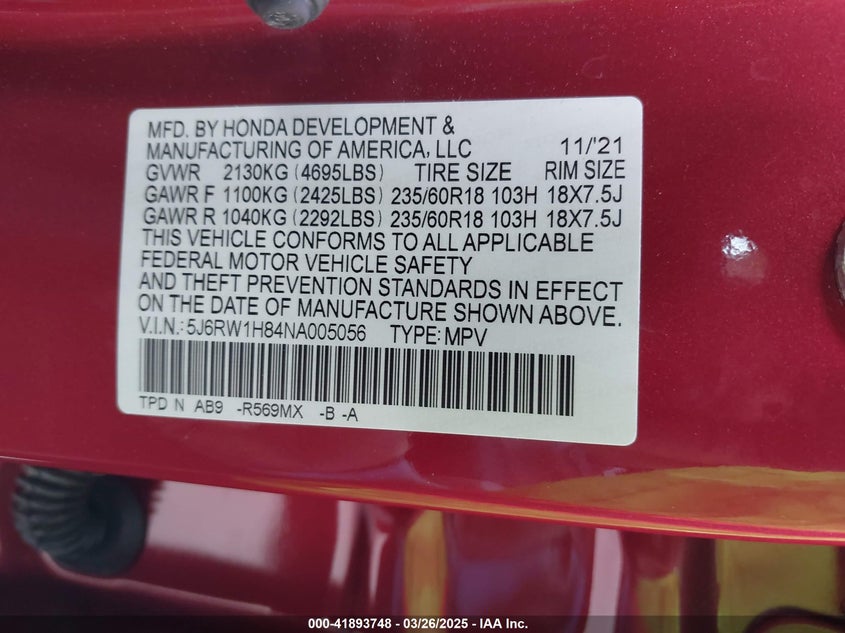 MFD. BY HONDA DEVELOPMENT &
MANUFACTURING OF AMERICA, LLC 11/'21
GVWR 2130KG (4695LBS) TIRE SIZE RIM SIZE
GAWR F 1100KG (2425LBS) 235/60R18 103H 18X7.5J
GAWR R 1040KG (2292LBS) 235/60R18 103H 18X7.5J
THIS VEHICLE CONFORMS TO ALL APPLICABLE
FEDERAL MOTOR VEHICLE SAFETY
AND THEFT PREVENTION STANDARDS IN EFFECT
ON THE DATE OF MANUFACTURE SHOWN ABOVE.
V.I.N.: 5J6RW1H84NA005056 TYPE: MPV
TPD N AB9 -R569MX -B -A
000-41893748 - 03/26/2025 - IAA Inc.